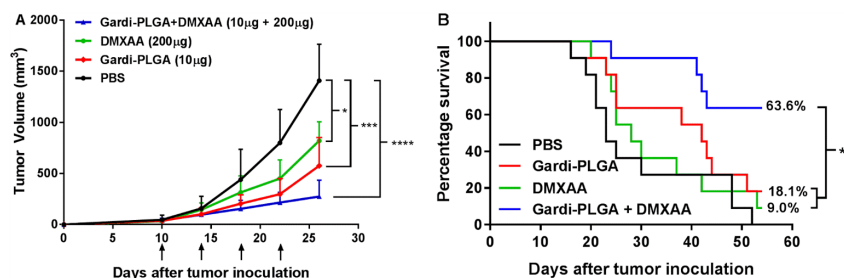 A
Gardi-PLGA+DMXAA (10μg + 200μg)
DMXAA (200μg)
Gardi-PLGA (10μg)
PBS
Tumor Volume (mm³)
2000
1500
1000
500
0
*
***
****
0 5 10 15 20 25 30
Days after tumor inoculation
B
Percentage survival
100
80
60
40
20
0
PBS
Gardi-PLGA
DMXAA
Gardi-PLGA + DMXAA
63.6%
18.1%
9.0%
*
0 10 20 30 40 50 60
Days after tumor inoculation